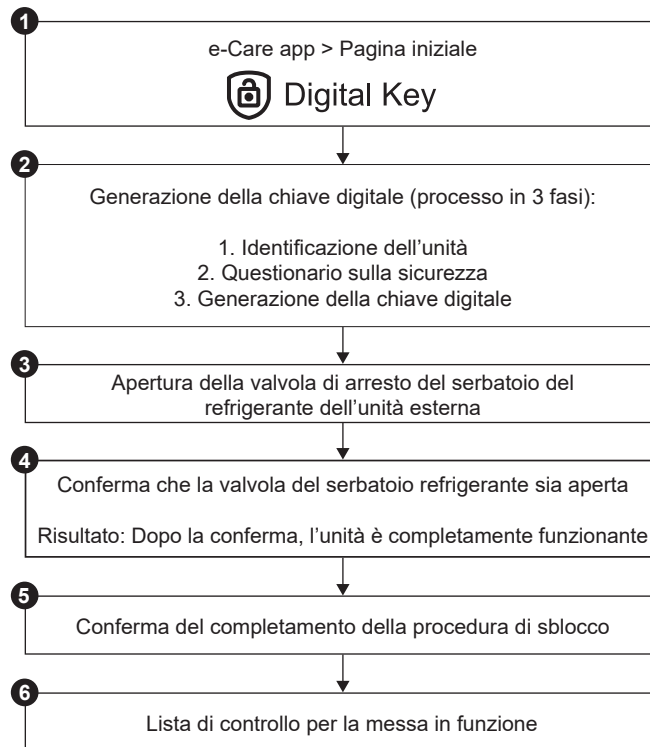 1
e-Care app > Pagina iniziale
Digital Key
2
Generazione della chiave digitale (processo in 3 fasi):
1. Identificazione dell’unità
2. Questionario sulla sicurezza
3. Generazione della chiave digitale
3
Apertura della valvola di arresto del serbatoio del
refrigerante dell’unità esterna
4
Conferma che la valvola del serbatoio refrigerante sia aperta
Risultato: Dopo la conferma, l’unità è completamente funzionante
5
Conferma del completamento della procedura di sblocco
6
Lista di controllo per la messa in funzione